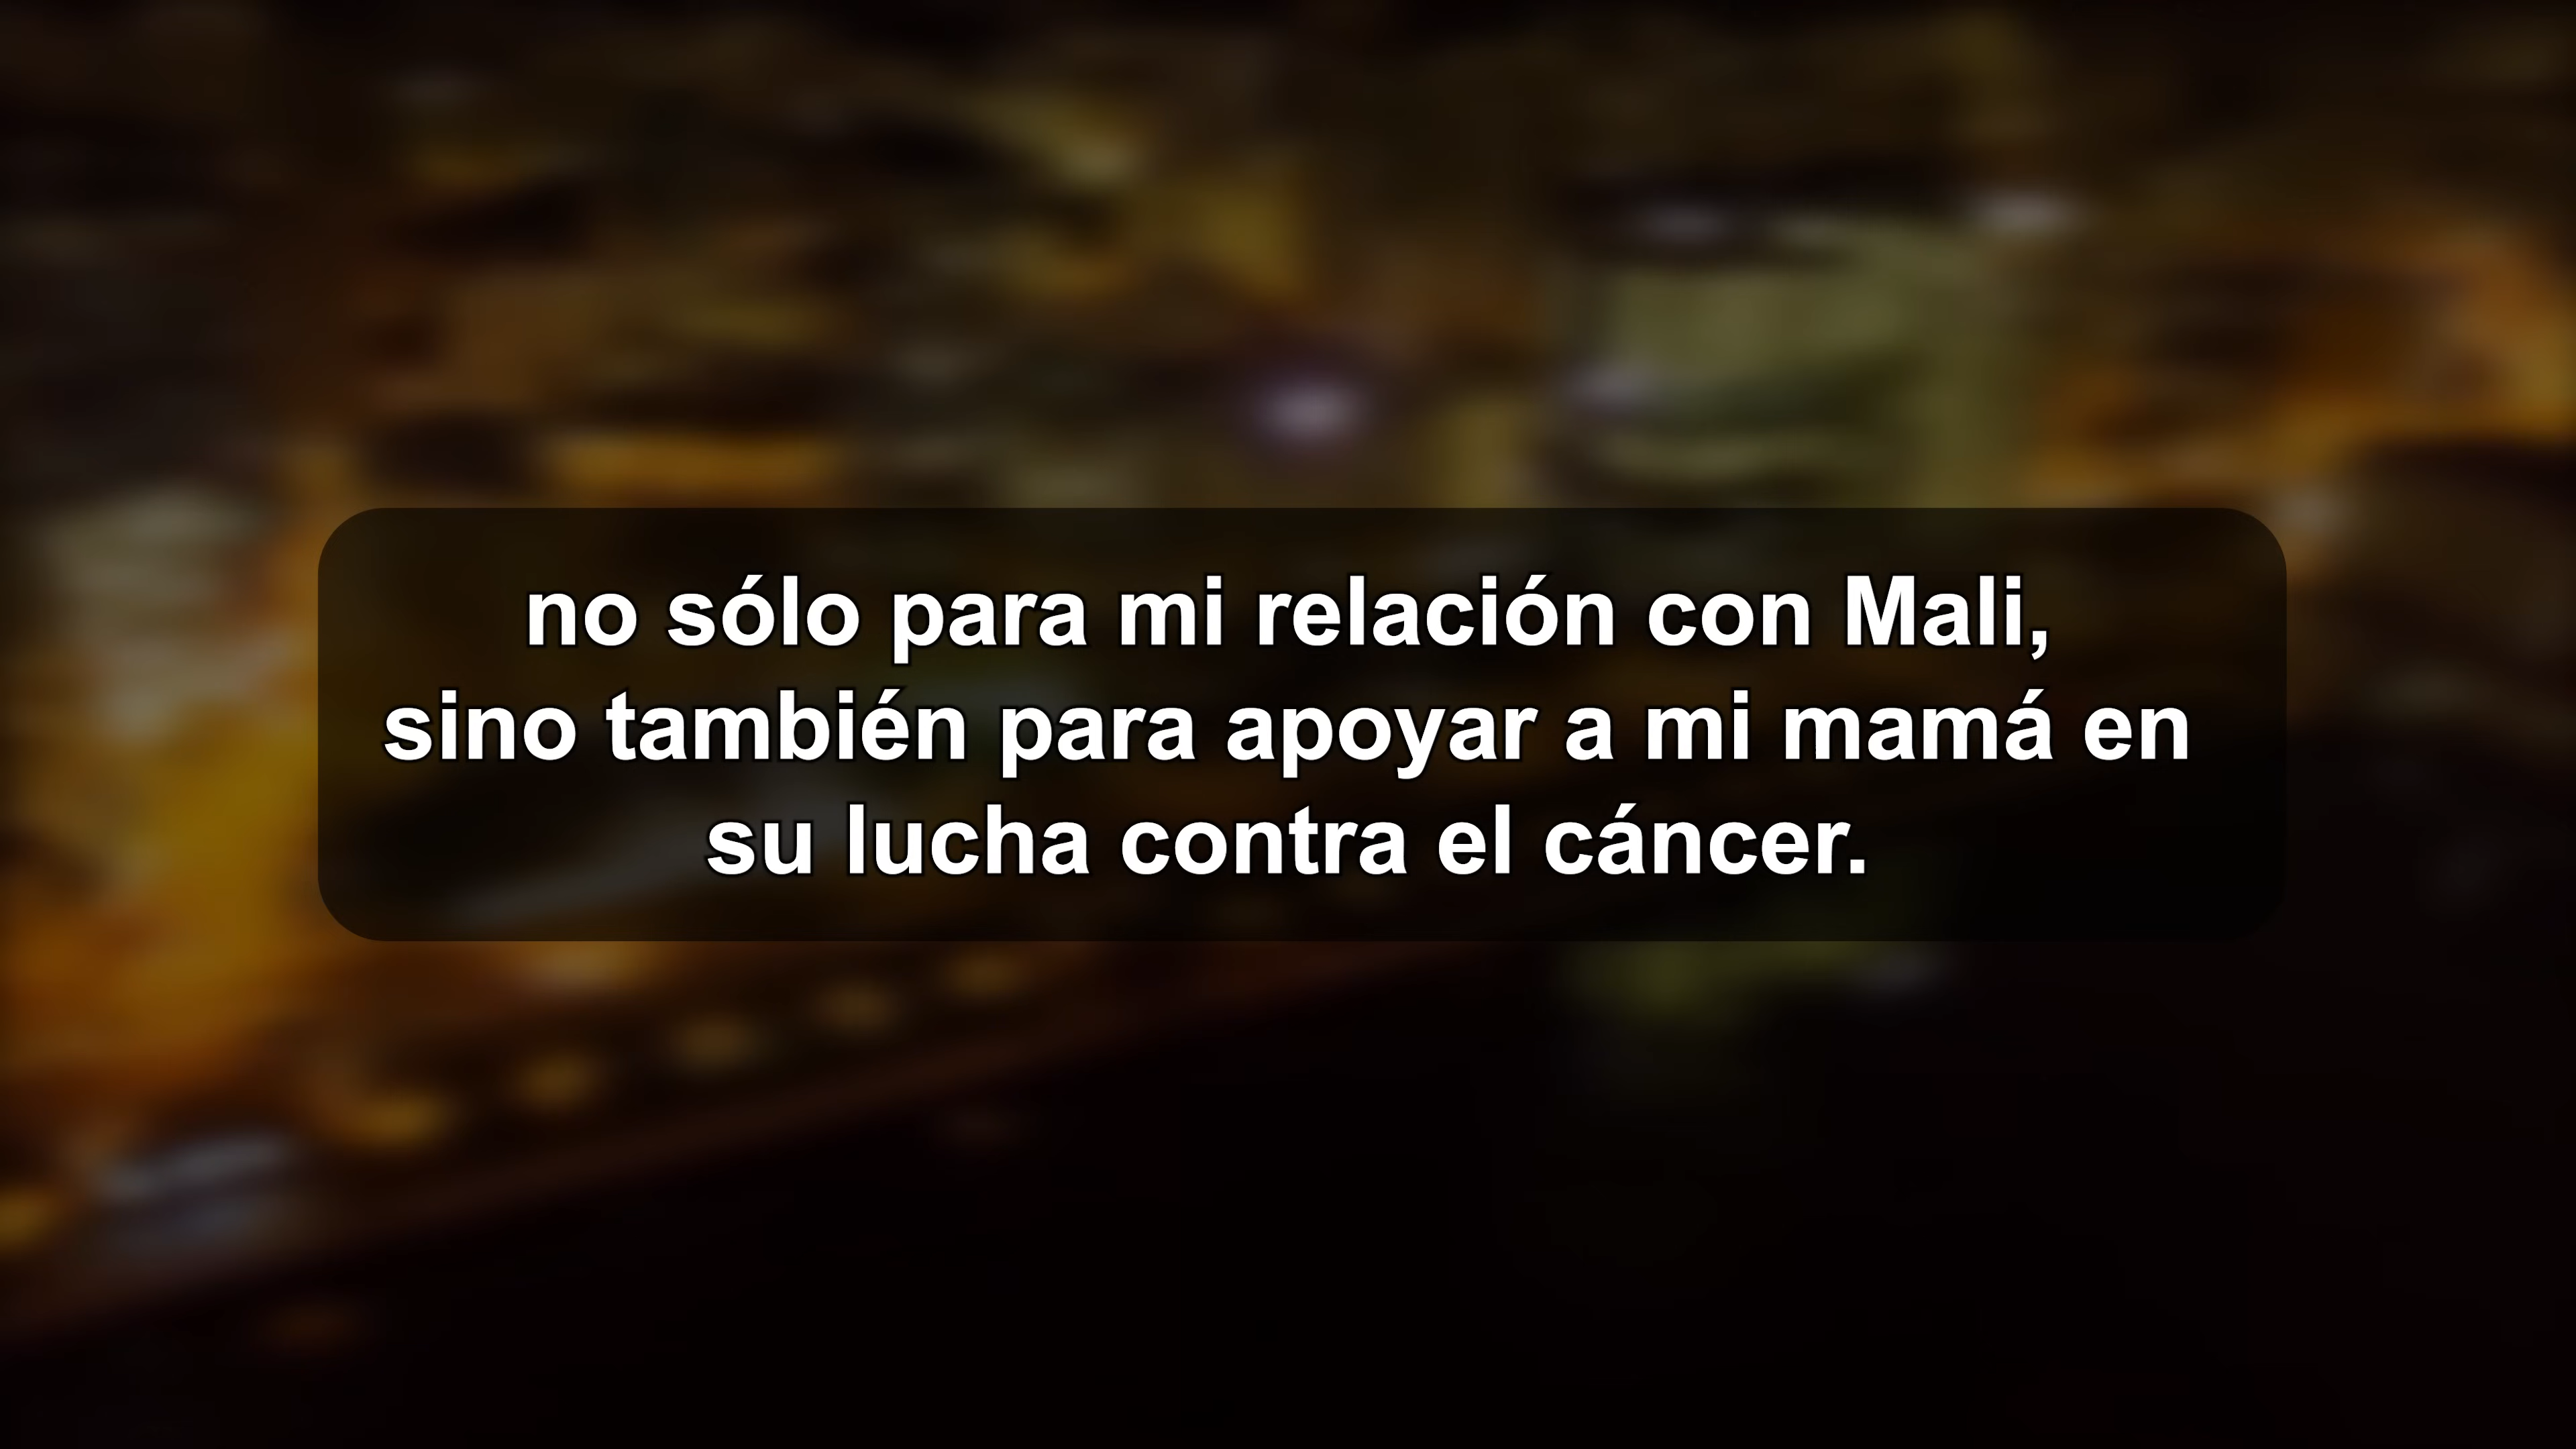 no sólo para mi relación con Mali,
sino también para apoyar a mi mamá en
su lucha contra el cáncer.